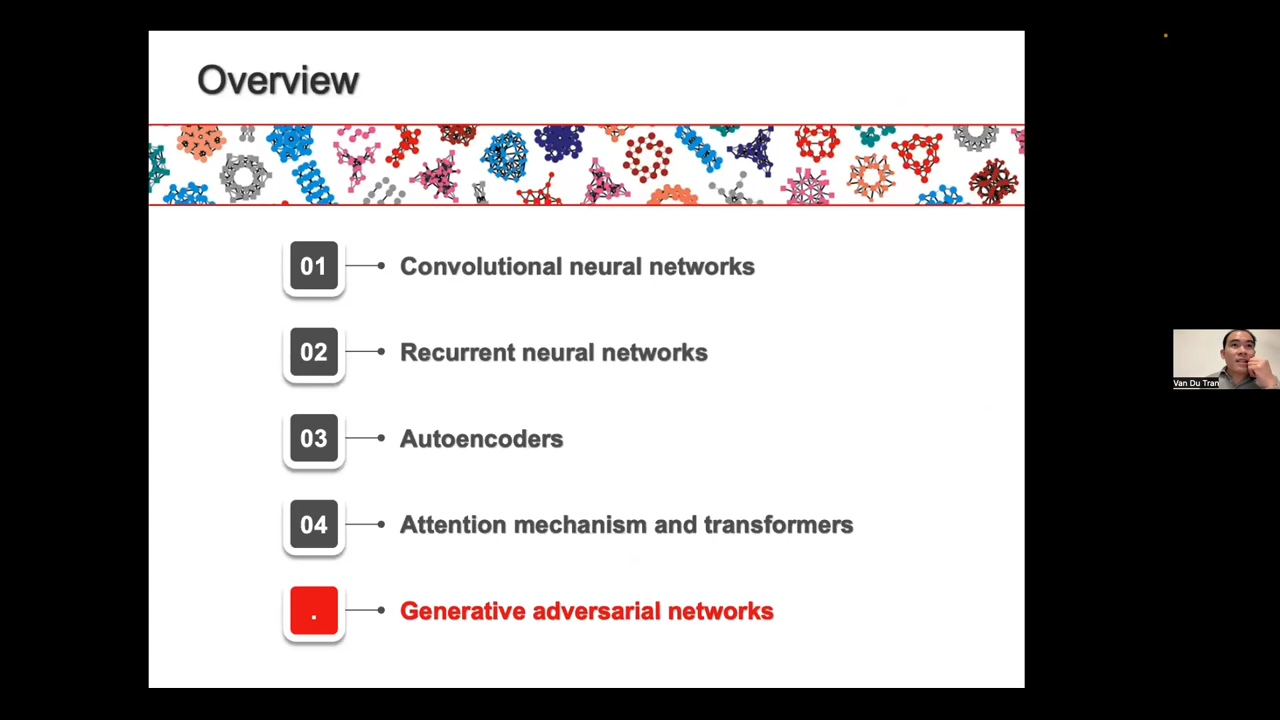 Overview
01
Convolutional neural networks
02
Recurrent neural networks
Van Du Tran
03
Autoencoders
04
Attention mechanism and transformers
.
Generative adversarial networks